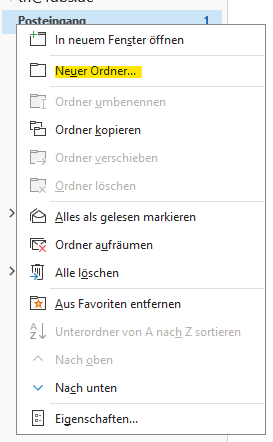 Posteingang 1
In neuem Fenster öffnen
Neuer Ordner...
Ordner umbenennen
Ordner kopieren
Ordner verschieben
Ordner löschen
Alles als gelesen markieren
Ordner aufräumen
Alle löschen
Aus Favoriten entfernen
Unterordner von A nach Z sortieren
Nach oben
Nach unten
Eigenschaften...